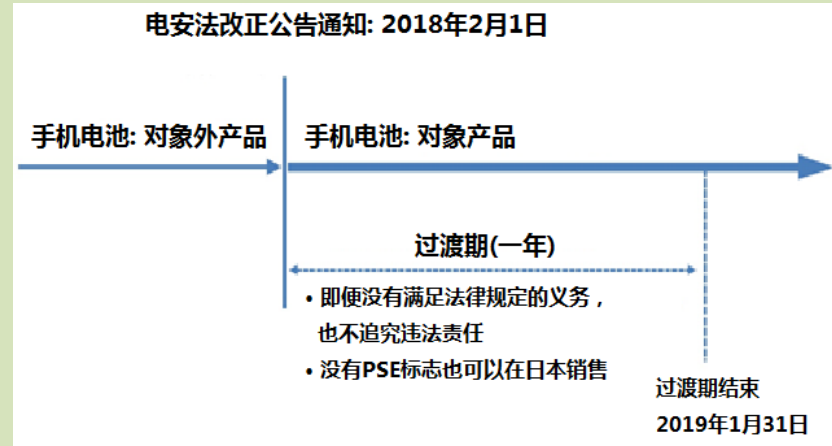 电安法改正公告通知: 2018年2月1日
手机电池: 对象外产品
手机电池: 对象产品
过渡期(一年)
• 即便没有满足法律规定的义务，
也不追究违法责任
• 没有PSE标志也可以在日本销售
过渡期结束
2019年1月31日